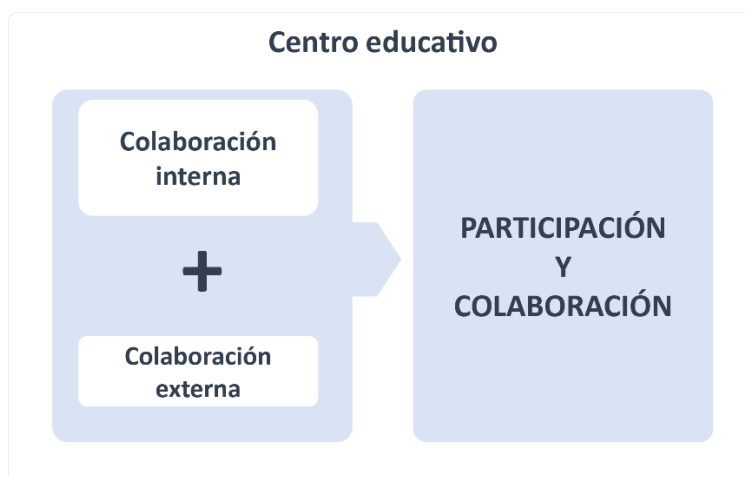 Centro educativo
Colaboración
interna
+
Colaboración
externa
PARTICIPACIÓN
Y
COLABORACIÓN